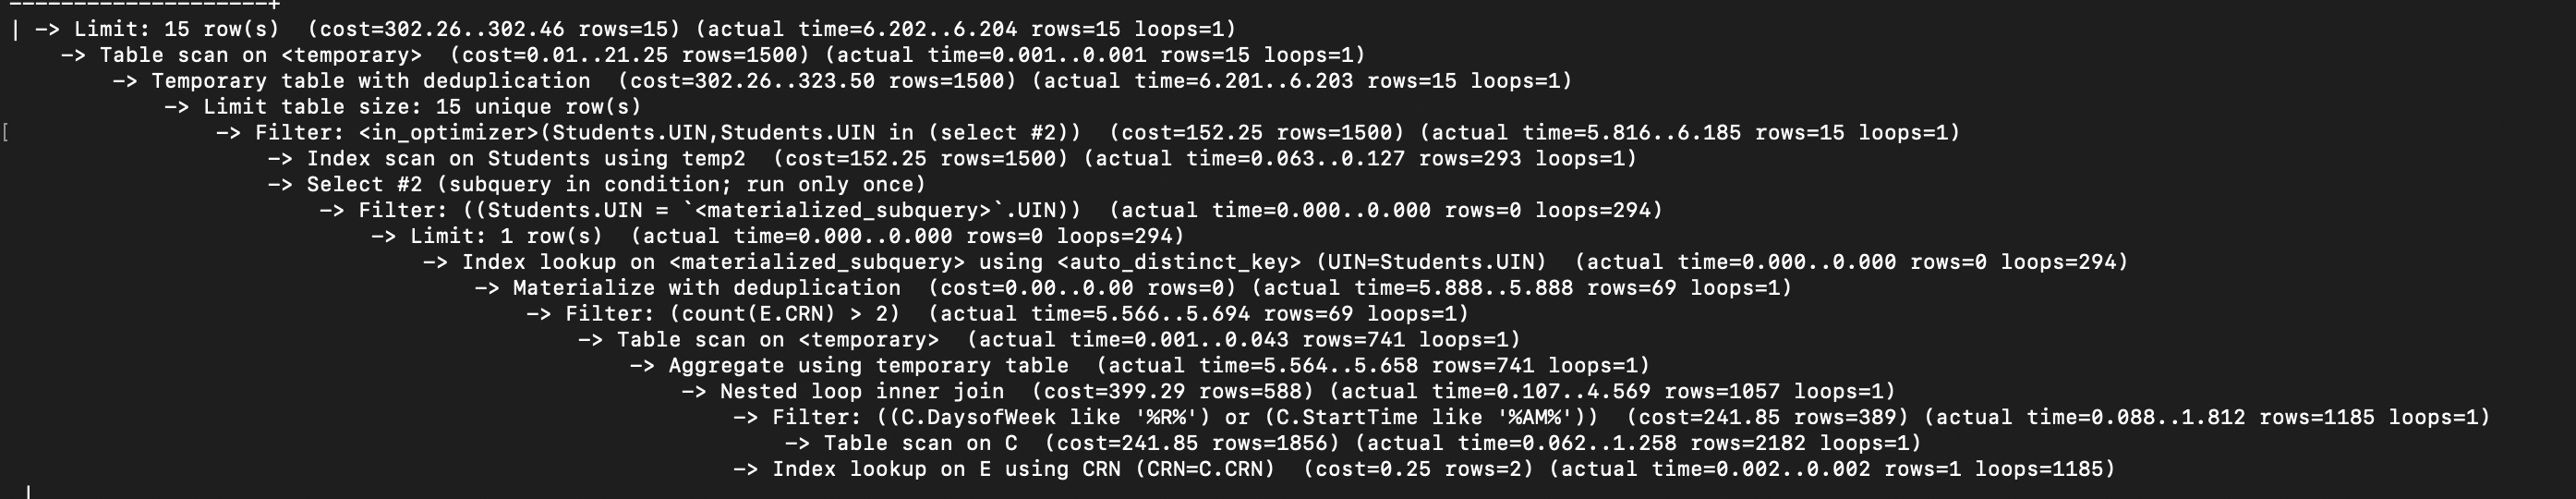 --------------------+
| -> Limit: 15 row(s)  (cost=302.26..302.46 rows=15) (actual time=6.202..6.204 rows=15 loops=1)
    -> Table scan on <temporary>  (cost=0.01..21.25 rows=1500) (actual time=0.001..0.001 rows=15 loops=1)
        -> Temporary table with deduplication  (cost=302.26..323.50 rows=1500) (actual time=6.201..6.203 rows=15 loops=1)
            -> Limit table size: 15 unique row(s)
[                -> Filter: <in_optimizer>(Students.UIN,Students.UIN in (select #2))  (cost=152.25 rows=1500) (actual time=5.816..6.185 rows=15 loops=1)
                    -> Index scan on Students using temp2  (cost=152.25 rows=1500) (actual time=0.063..0.127 rows=293 loops=1)
                    -> Select #2 (subquery in condition; run only once)
                        -> Filter: ((Students.UIN = `<materialized_subquery>`.UIN))  (actual time=0.000..0.000 rows=0 loops=294)
                            -> Limit: 1 row(s)  (actual time=0.000..0.000 rows=0 loops=294)
                                -> Index lookup on <materialized_subquery> using <auto_distinct_key> (UIN=Students.UIN)  (actual time=0.000..0.000 rows=0 loops=294)
                                    -> Materialize with deduplication  (cost=0.00..0.00 rows=0) (actual time=5.888..5.888 rows=69 loops=1)
                                        -> Filter: (count(E.CRN) > 2)  (actual time=5.566..5.694 rows=69 loops=1)
                                            -> Table scan on <temporary>  (actual time=0.001..0.043 rows=741 loops=1)
                                                -> Aggregate using temporary table  (actual time=5.564..5.658 rows=741 loops=1)
                                                    -> Nested loop inner join  (cost=399.29 rows=588) (actual time=0.107..4.569 rows=1057 loops=1)
                                                        -> Filter: ((C.DaysofWeek like '%R%') or (C.StartTime like '%AM%'))  (cost=241.85 rows=389) (actual time=0.088..1.812 rows=1185 loops=1)
                                                            -> Table scan on C  (cost=241.85 rows=1856) (actual time=0.062..1.258 rows=2182 loops=1)
                                                        -> Index lookup on E using CRN (CRN=C.CRN)  (cost=0.25 rows=2) (actual time=0.002..0.002 rows=1 loops=1185)
 |